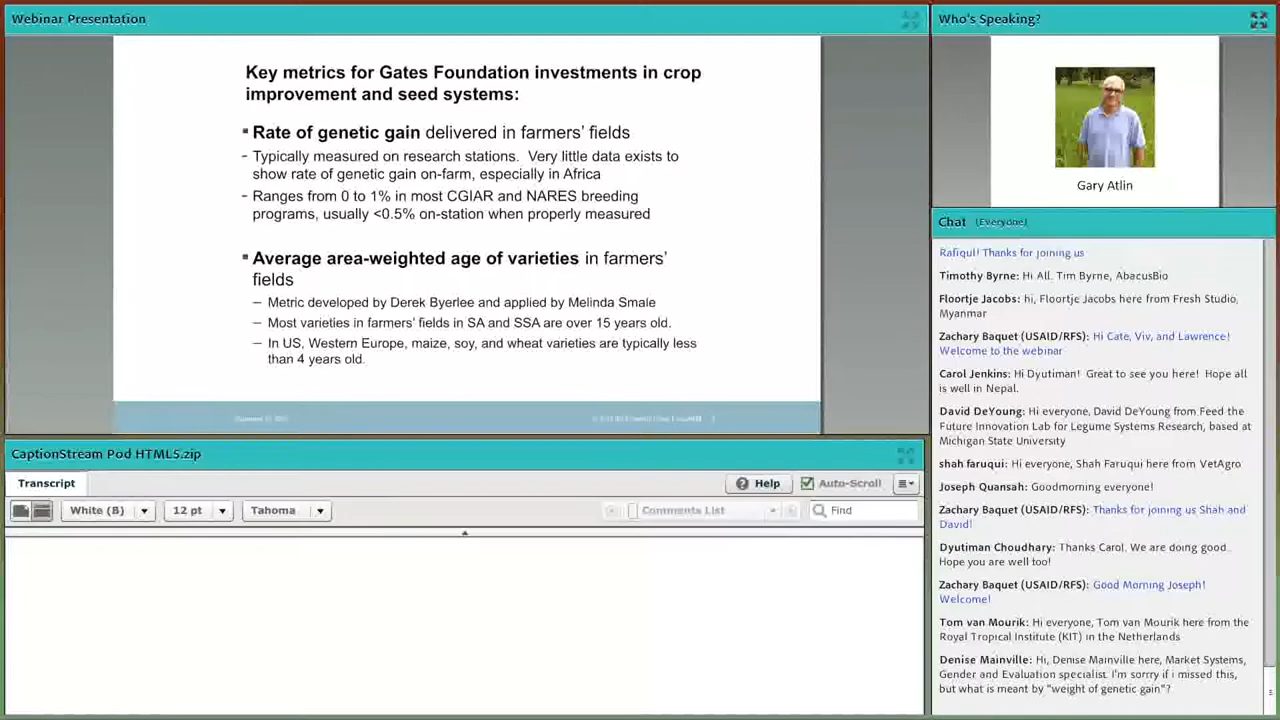 Webinar Presentation
Key metrics for Gates Foundation investments in crop
improvement and seed systems:
▪ Rate of genetic gain delivered in farmers' fields
- Typically measured on research stations. Very little data exists to
show rate of genetic gain on-farm, especially in Africa
- Ranges from 0 to 1% in most CGIAR and NARES breeding
programs, usually <0.5% on-station when properly measured
▪ Average area-weighted age of varieties in farmers'
fields
– Metric developed by Derek Byerlee and applied by Melinda Smale
– Most varieties in farmers' fields in SA and SSA are over 15 years old.
– In US, Western Europe, maize, soy, and wheat varieties are typically less
than 4 years old.
Who's Speaking?
Gary Atlin
Chat (Everyone)
Rafiqul! Thanks for joining us
Timothy Byrne: Hi All. Tim Byrne, AbacusBio
Floortje Jacobs: hi, Floortje Jacobs here from Fresh Studio,
Myanmar
Zachary Baquet (USAID/RFS): Hi Cate, Viv, and Lawrence!
Welcome to the webinar
Carol Jenkins: Hi Dyutiman! Great to see you here! Hope all
is well in Nepal.
David DeYoung: Hi everyone, David DeYoung from Feed the
Future Innovation Lab for Legume Systems Research, based at
Michigan State University
shah faruqui: Hi everyone, Shah Faruqui here from VetAgro
Joseph Quansah: Goodmorning everyone!
Zachary Baquet (USAID/RFS): Thanks for joining us Shah and
David!
Dyutiman Choudhary: Thanks Carol. We are doing good.
Hope you are well too!
Zachary Baquet (USAID/RFS): Good Morning Joseph!
Welcome!
Tom van Mourik: Hi everyone, Tom van Mourik here from the
Royal Tropical Institute (KIT) in the Netherlands
Denise Mainville: Hi, Denise Mainville here, Market Systems,
Gender and Evaluation specialist. I'm sorrry if i missed this,
but what is meant by "weight of genetic gain"?
CaptionStream Pod HTML5.zip
Transcript
Help
Auto-Scroll
White (B)
12 pt
Tahoma
Comments List
Find